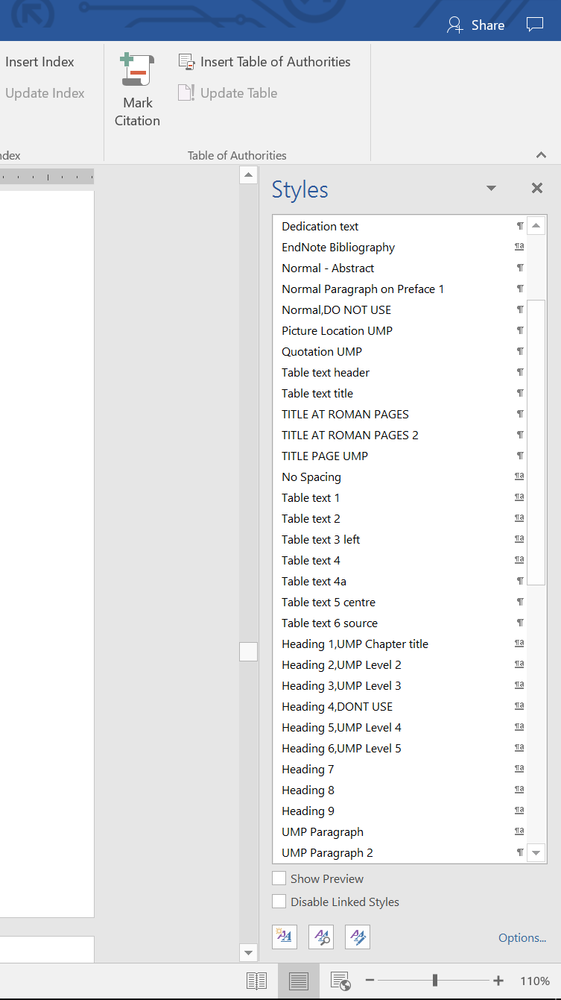 Share
Insert Index
Update Index
Mark
Citation
Insert Table of Authorities
Update Table
ndex
Table of Authorities
Styles
Dedication text
EndNote Bibliography
Normal - Abstract
Normal Paragraph on Preface 1
Normal,DO NOT USE
Picture Location UMP
Quotation UMP
Table text header
Table text title
TITLE AT ROMAN PAGES
TITLE AT ROMAN PAGES 2
TITLE PAGE UMP
No Spacing
Table text 1
Table text 2
Table text 3 left
Table text 4
Table text 4a
Table text 5 centre
Table text 6 source
Heading 1,UMP Chapter title
Heading 2,UMP Level 2
Heading 3,UMP Level 3
Heading 4,DONT USE
Heading 5,UMP Level 4
Heading 6,UMP Level 5
Heading 7
Heading 8
Heading 9
UMP Paragraph
UMP Paragraph 2
Show Preview
Disable Linked Styles
Options...
110%